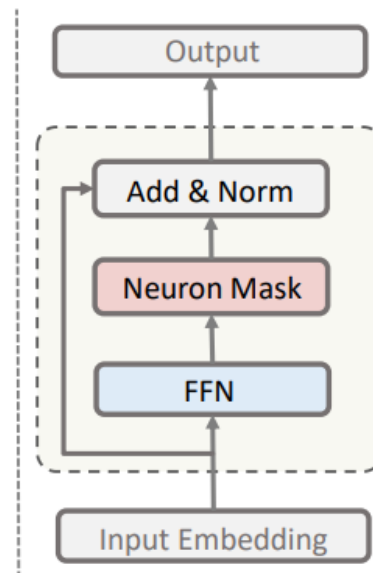 Output
Add & Norm
Neuron Mask
FFN
Input Embedding